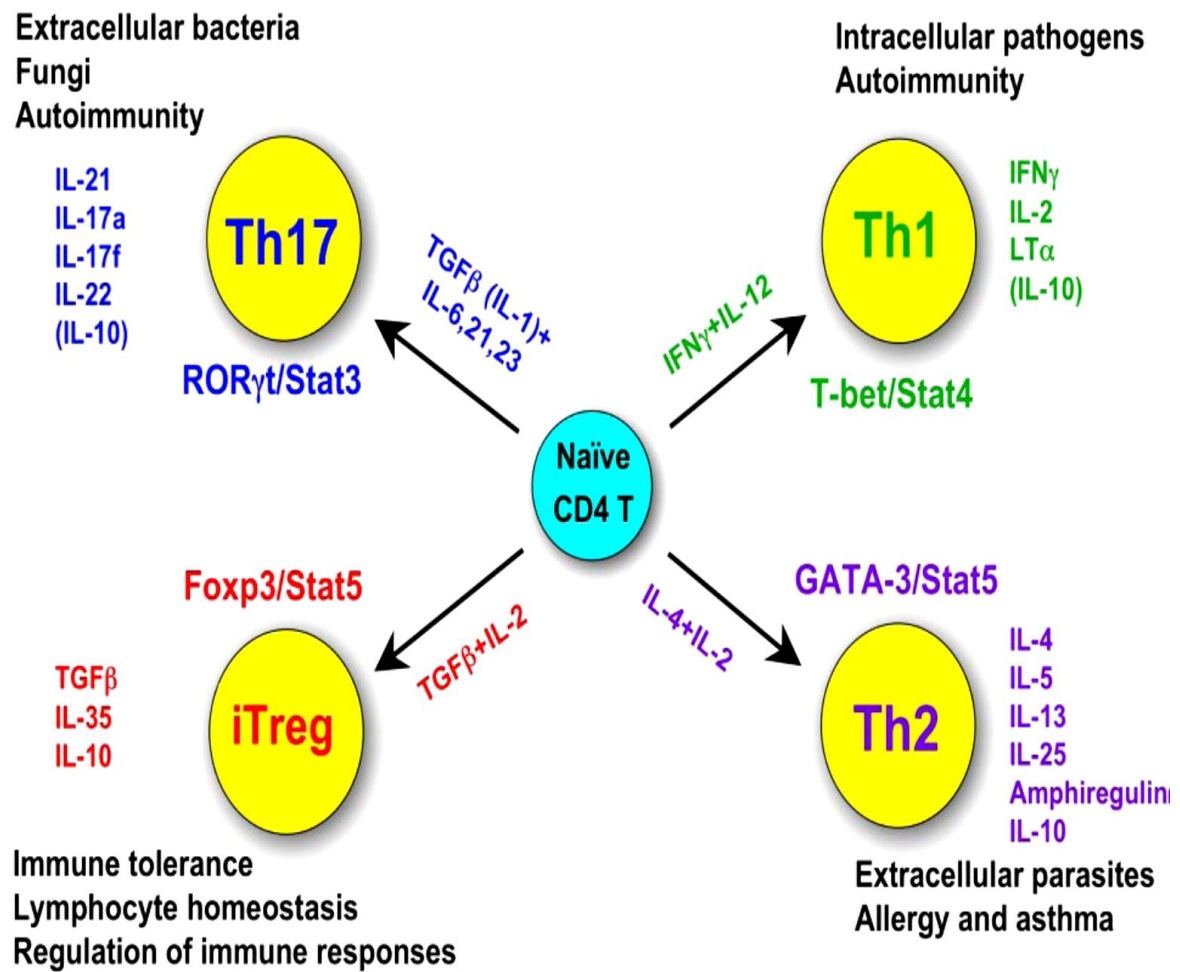 Extracellular bacteria
Fungi
Autoimmunity
IL-21
IL-17a
IL-17f
IL-22
(IL-10)
Th17
RORγt/Stat3
TGFβ (IL-1)+
IL-6,21,23
Intracellular pathogens
Autoimmunity
Th1
IFNγ
IL-2
LTα
(IL-10)
T-bet/Stat4
IFNγ+IL-12
Naïve
CD4 T
Foxp3/Stat5
TGFβ+IL-2
TGFβ
IL-35
IL-10
iTreg
Immune tolerance
Lymphocyte homeostasis
Regulation of immune responses
GATA-3/Stat5
IL-4+IL-2
Th2
IL-4
IL-5
IL-13
IL-25
Amphiregulin
IL-10
Extracellular parasites
Allergy and asthma